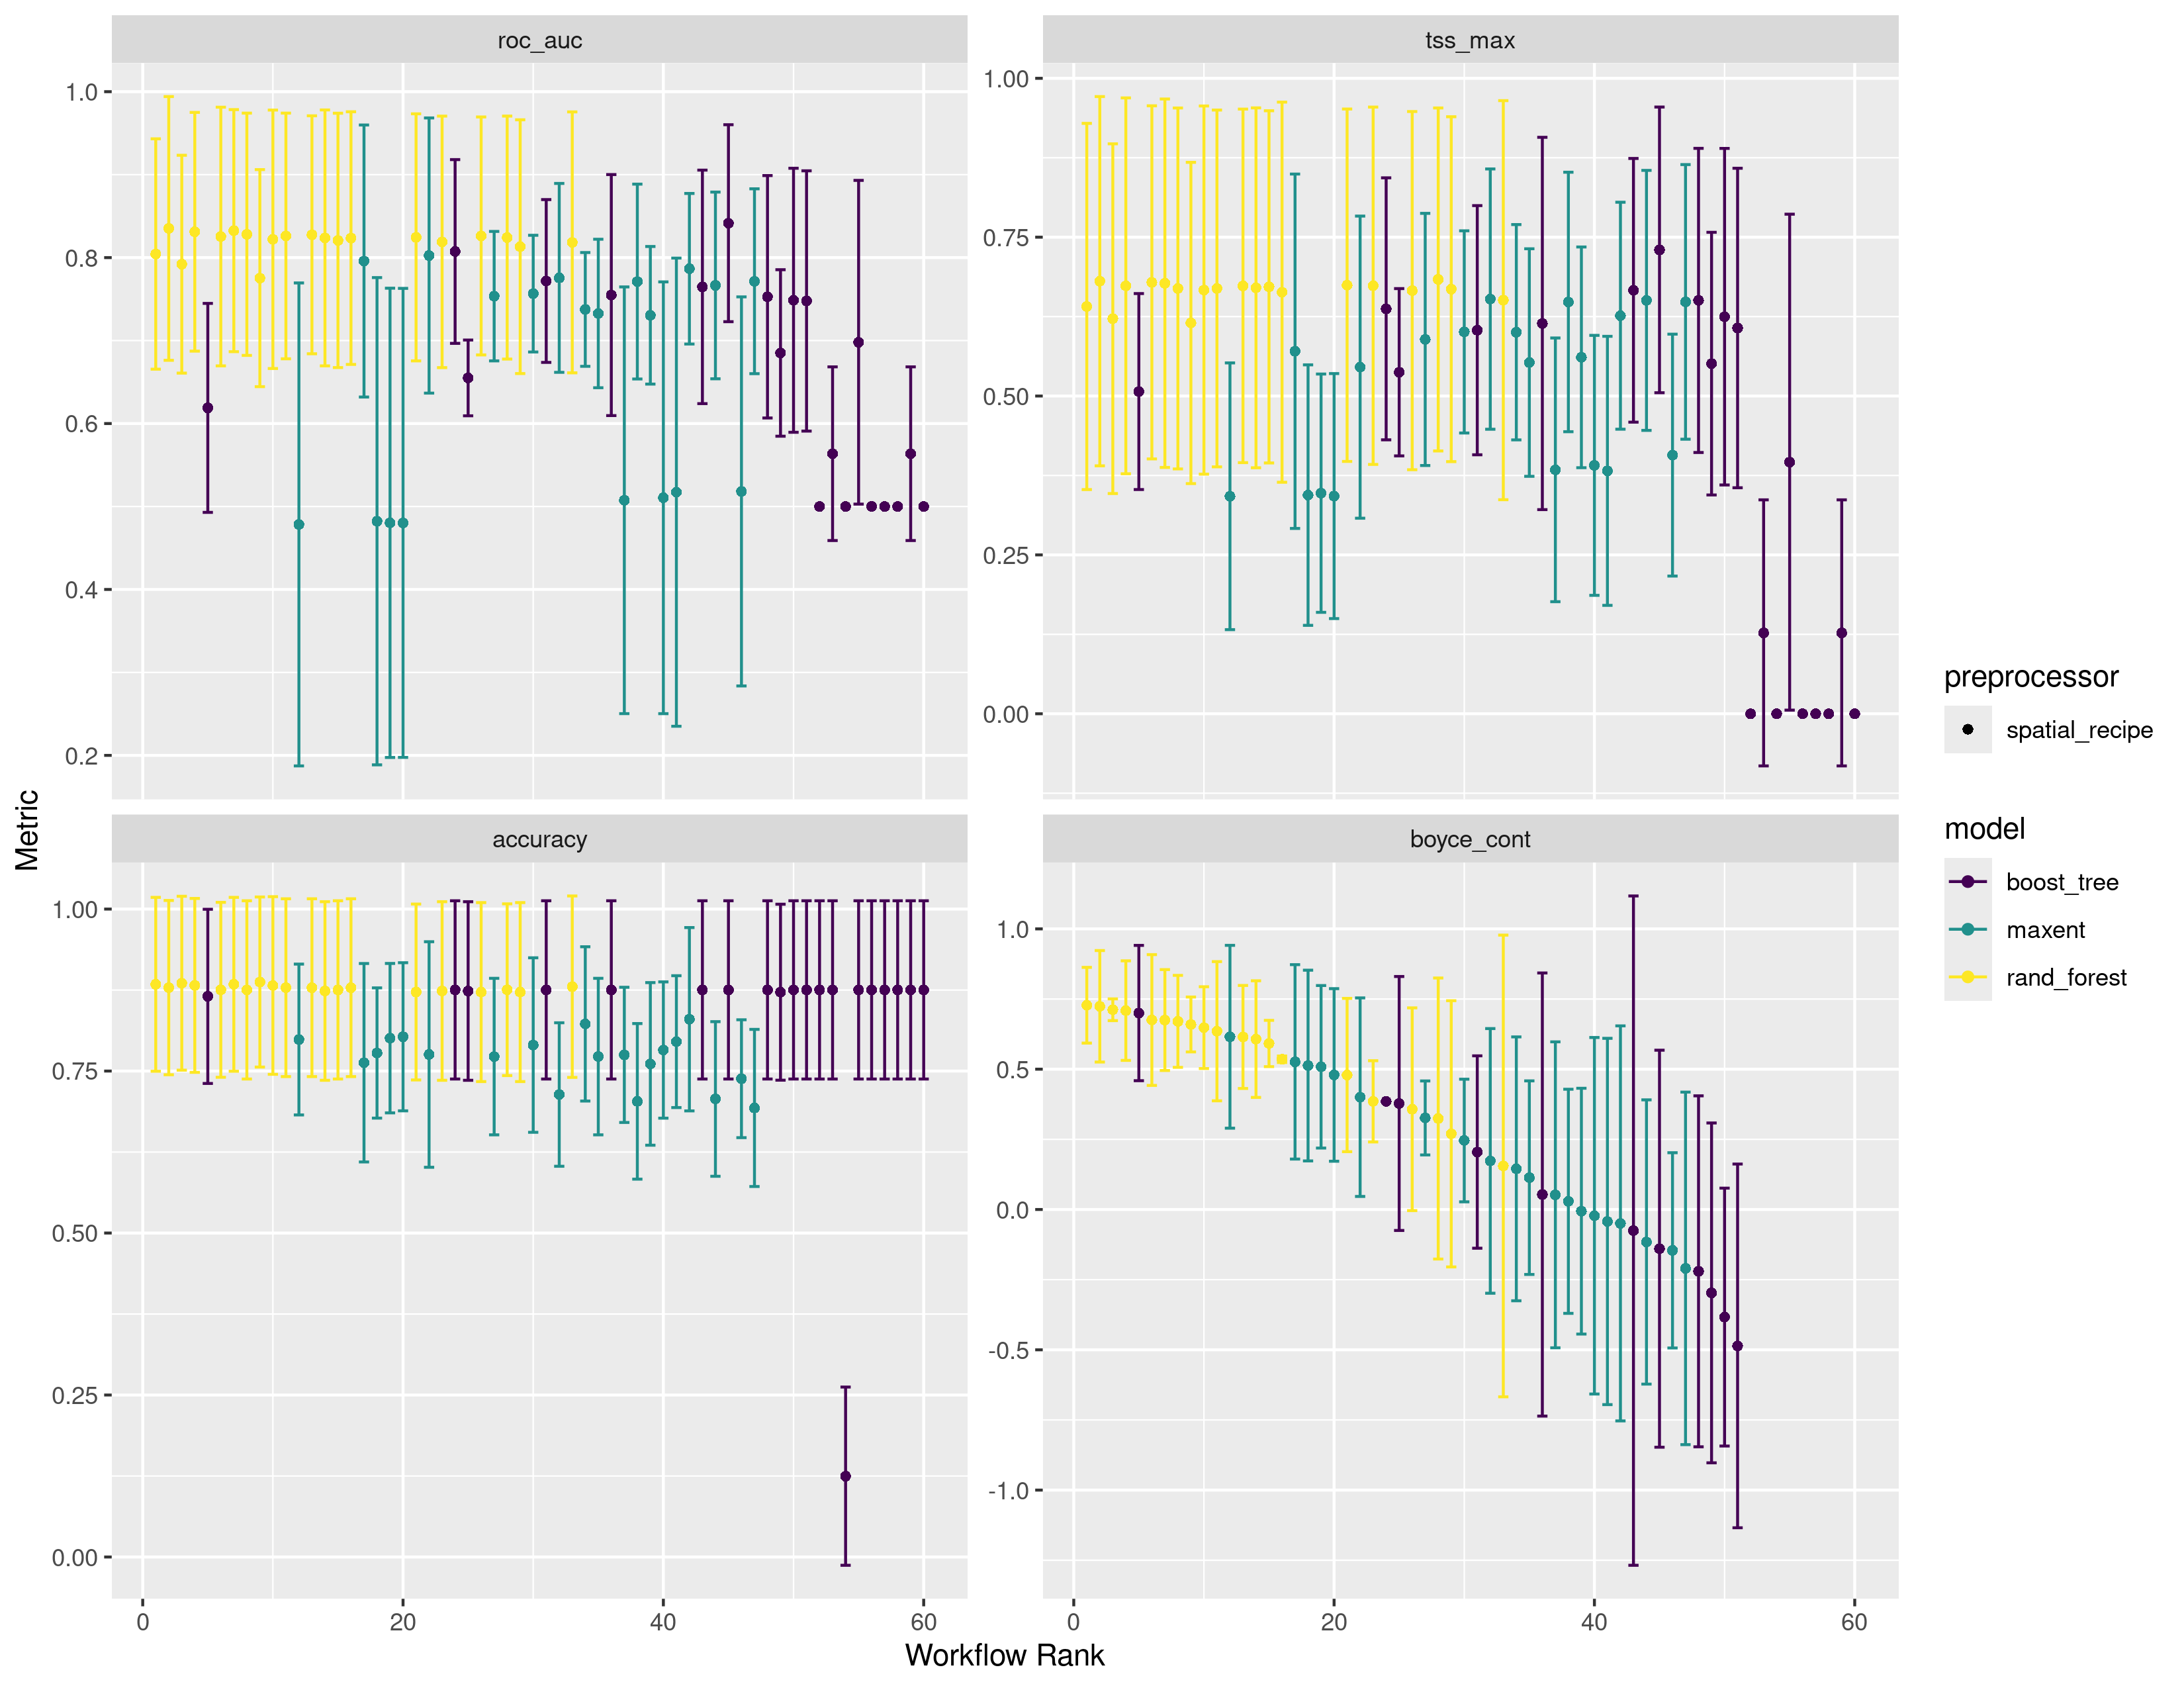 roc_auc
tss_max
1.0
0.8
0.6
0.4
0.2
1.00
0.75
0.50
0.25
0.00
Metric
accuracy
boyce_cont
1.00
0.75
0.50
0.25
0.00
1.0
0.5
0.0
-0.5
-1.0
0 20 40 60
0 20 40 60
Workflow Rank
preprocessor
spatial_recipe
model
boost_tree
maxent
rand_forest